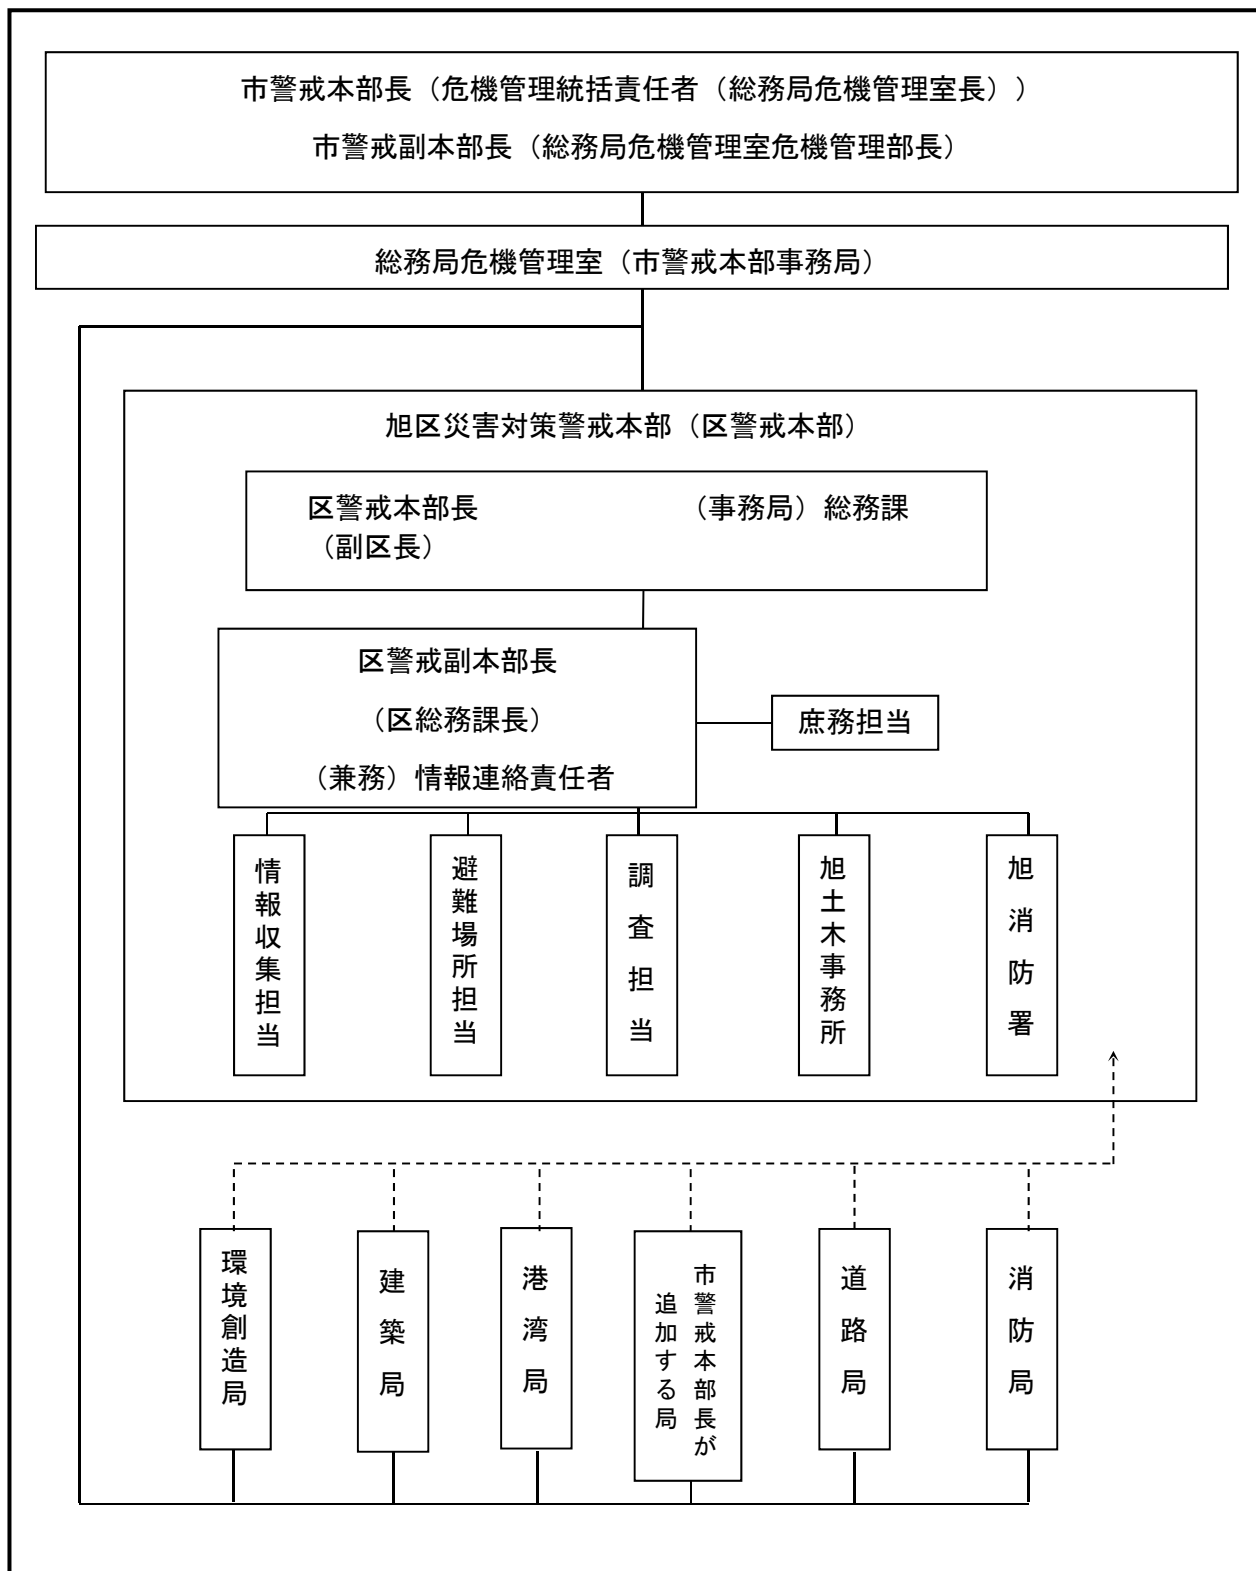 市警戒本部長（危機管理統括責任者（総務局危機管理室長））
市警戒副本部長（総務局危機管理室危機管理部長）
総務局危機管理室（市警戒本部事務局）
旭区災害対策警戒本部（区警戒本部）
区警戒本部長　（事務局）総務課
（副区長）
区警戒副本部長
（区総務課長）
（兼務）情報連絡責任者
庶務担当
情報収集担当
避難場所担当
調査担当
旭土木事務所
旭消防署
環境創造局
建築局
港湾局
市警戒本部長が
追加する局
道路局
消防局